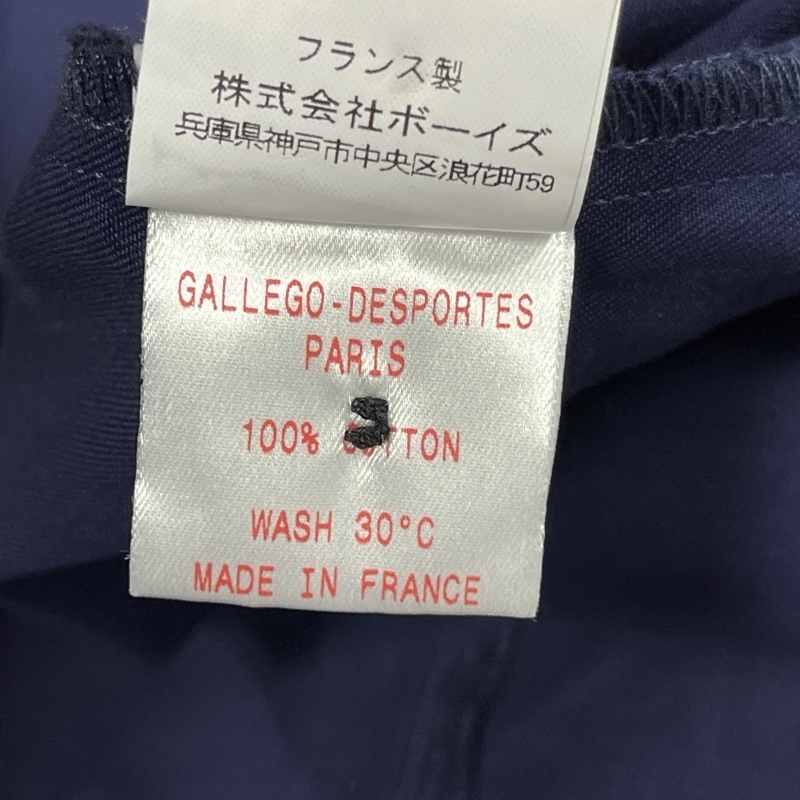 フランス製
株式会社ボーイズ
兵庫県神戸市中央区浪花町59
GALLEGO-DESPORTES
PARIS
100% COTTON
WASH 30°C
MADE IN FRANCE